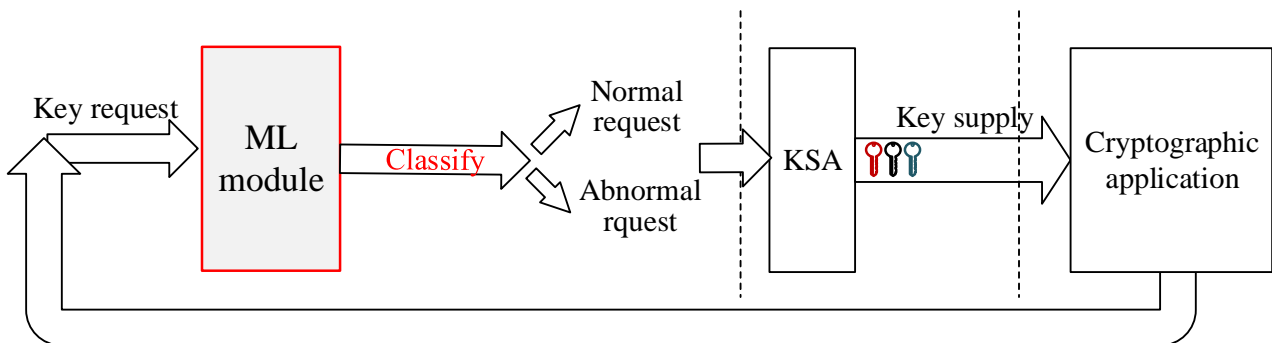 Key request
ML
module
Classify
Normal
request
Abnormal
rquest
KSA
Key supply
Cryptographic
application